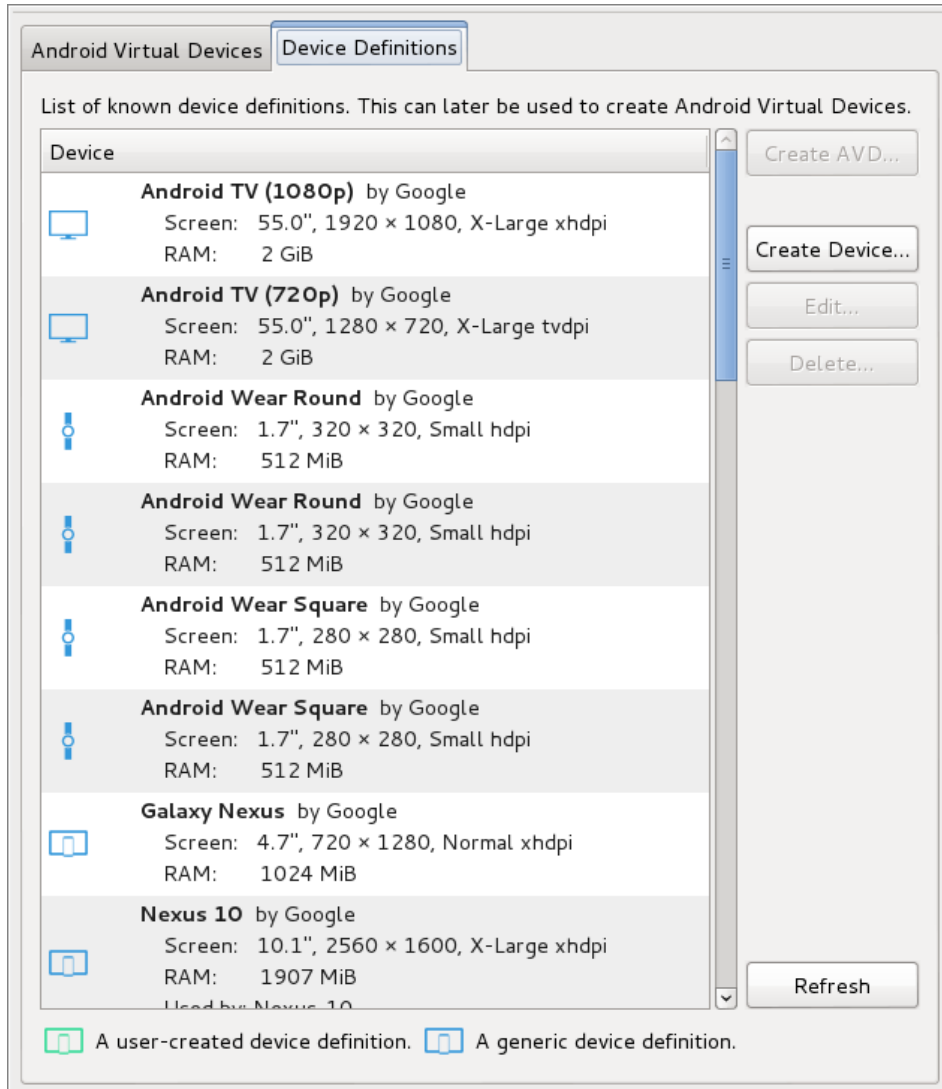 Android Virtual Devices
Device Definitions
List of known device definitions. This can later be used to create Android Virtual Devices.
Device
Create AVD...
Android TV (1080p) by Google
Screen: 55.0", 1920 × 1080, X-Large xhdpi
RAM: 2 GiB
Create Device...
Android TV (720p) by Google
Screen: 55.0", 1280 × 720, X-Large tvdpi
RAM: 2 GiB
Edit...
Delete...
Android Wear Round by Google
Screen: 1.7", 320 × 320, Small hdpi
RAM: 512 MiB
Android Wear Round by Google
Screen: 1.7", 320 × 320, Small hdpi
RAM: 512 MiB
Android Wear Square by Google
Screen: 1.7", 280 × 280, Small hdpi
RAM: 512 MiB
Android Wear Square by Google
Screen: 1.7", 280 × 280, Small hdpi
RAM: 512 MiB
Galaxy Nexus by Google
Screen: 4.7", 720 × 1280, Normal xhdpi
RAM: 1024 MiB
Nexus 10 by Google
Screen: 10.1", 2560 × 1600, X-Large xhdpi
RAM: 1907 MiB
Used by: Nexus_10
Refresh
A user-created device definition.
A generic device definition.